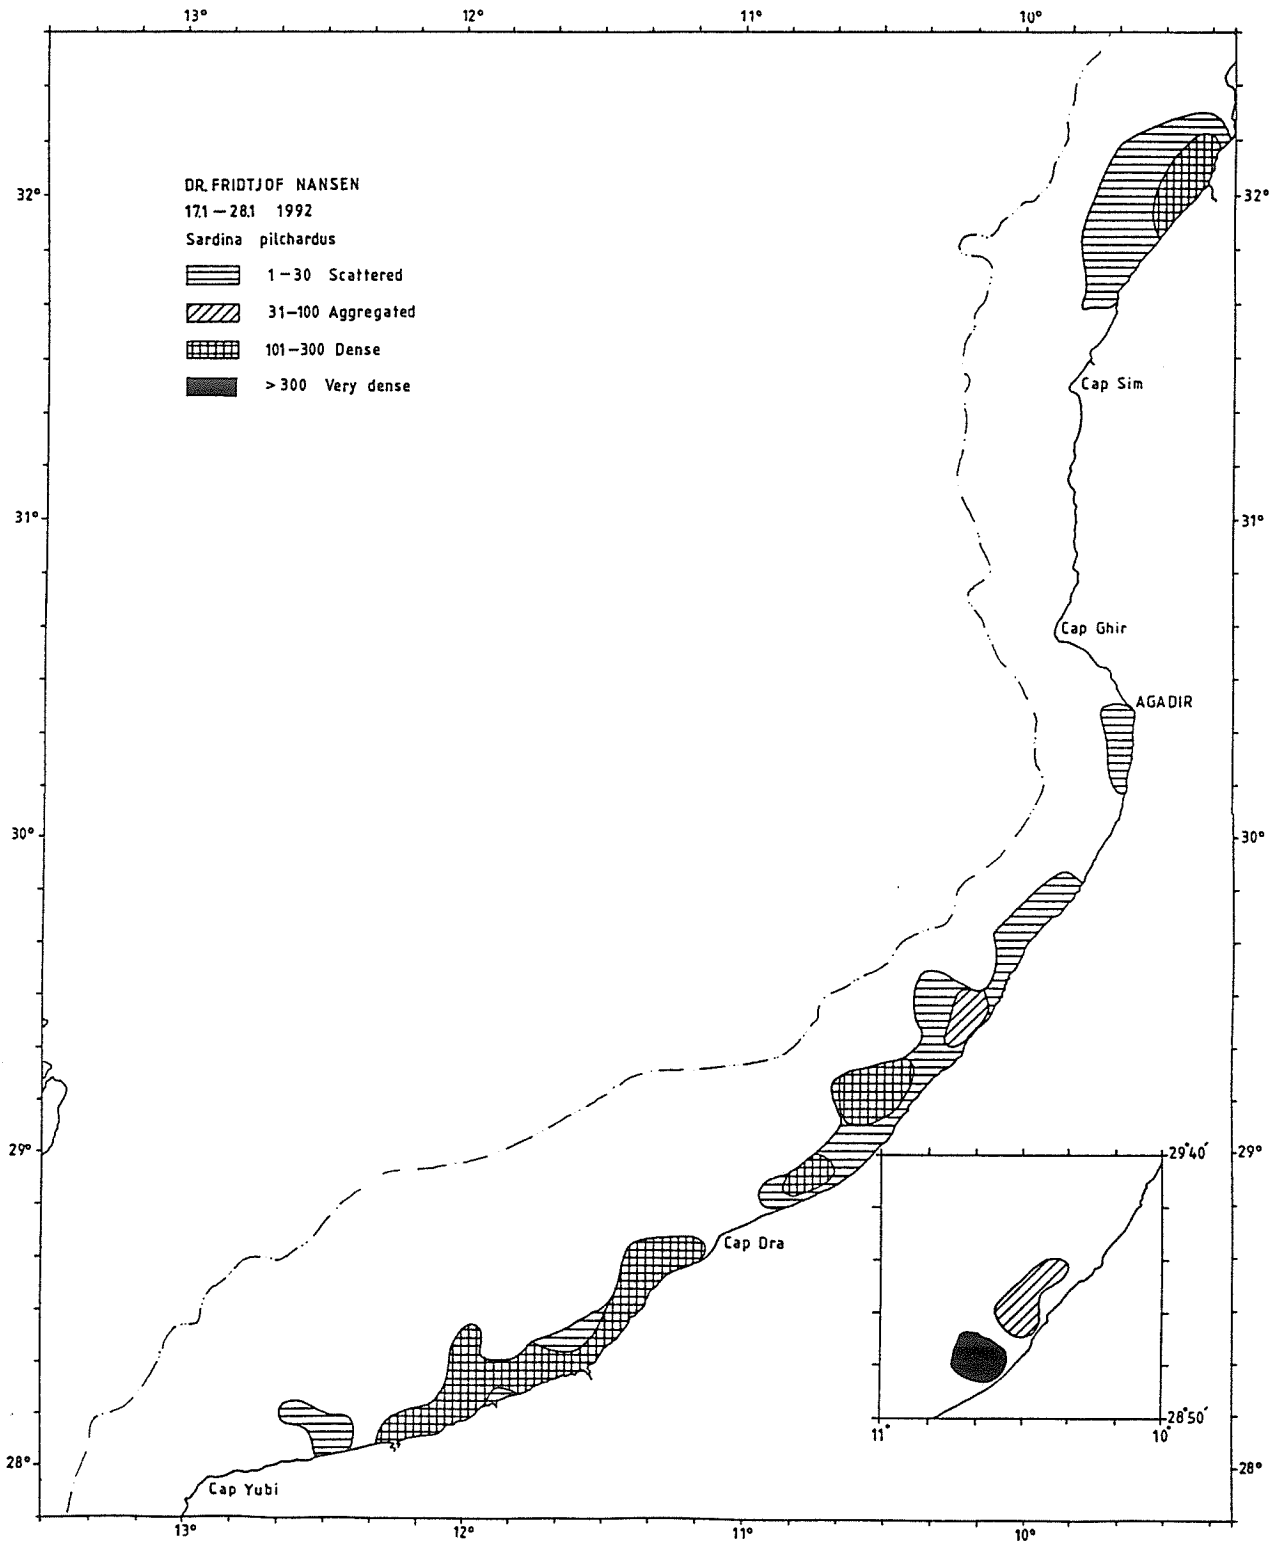 13° 12° 11° 10°
DR. FRIDTJOF NANSEN
17.1 – 28.1 1992
Sardina pilchardus
1–30 Scattered
31–100 Aggregated
101–300 Dense
>300 Very dense
32° 32°
Cap Sim
31° 31°
Cap Ghir
AGADIR
30° 30°
29° 29°
29°40′
Cap Dra
28°50′
11° 10°
28° 28°
Cap Yubi
13° 12° 11° 10°